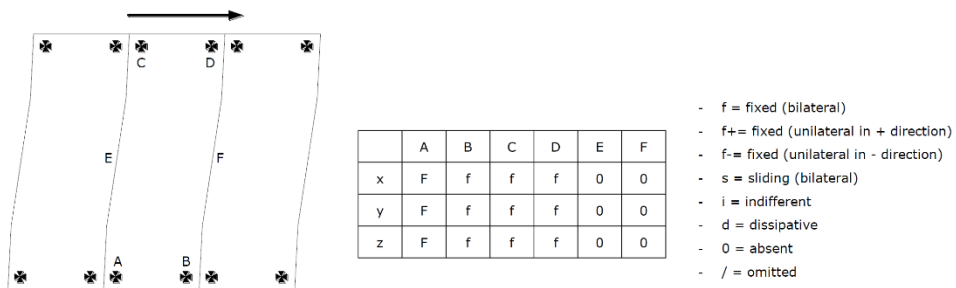 C D
E F
A B
A B C D E F
x F f f f 0 0
y F f f f 0 0
z F f f f 0 0
- f = fixed (bilateral)
- f+= fixed (unilateral in + direction)
- f-= fixed (unilateral in - direction)
- s = sliding (bilateral)
- i = indifferent
- d = dissipative
- 0 = absent
- / = omitted